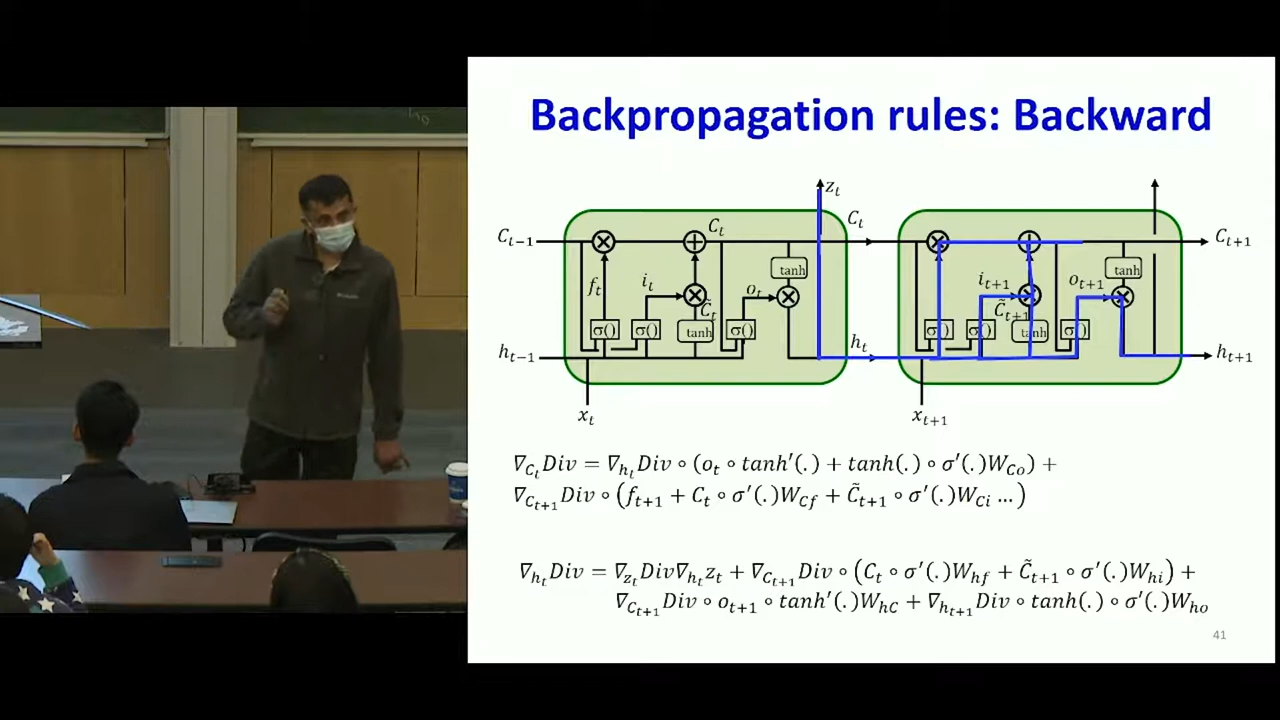 Backpropagation rules: Backward
z_t
C_{t-1} C_t C_t C_{t+1}
tanh tanh
f_t i_t C̃_t o_t i_{t+1} C̃_{t+1} o_{t+1}
σ() σ() tanh σ() σ() σ() tanh σ()
h_{t-1} h_t h_{t+1}
x_t x_{t+1}
∇_{C_t}Div = ∇_{h_t}Div ∘ (o_t ∘ tanh′(.) + tanh(.) ∘ σ′(.)W_{Co}) +
∇_{C_{t+1}}Div ∘ (f_{t+1} + C_t ∘ σ′(.)W_{Cf} + C̃_{t+1} ∘ σ′(.)W_{Ci} …)
∇_{h_t}Div = ∇_{z_t}Div∇_{h_t}z_t + ∇_{C_{t+1}}Div ∘ (C_t ∘ σ′(.)W_{hf} + C̃_{t+1} ∘ σ′(.)W_{hi}) +
∇_{C_{t+1}}Div ∘ o_{t+1} ∘ tanh′(.)W_{hC} + ∇_{h_{t+1}}Div ∘ tanh(.) ∘ σ′(.)W_{ho}
41